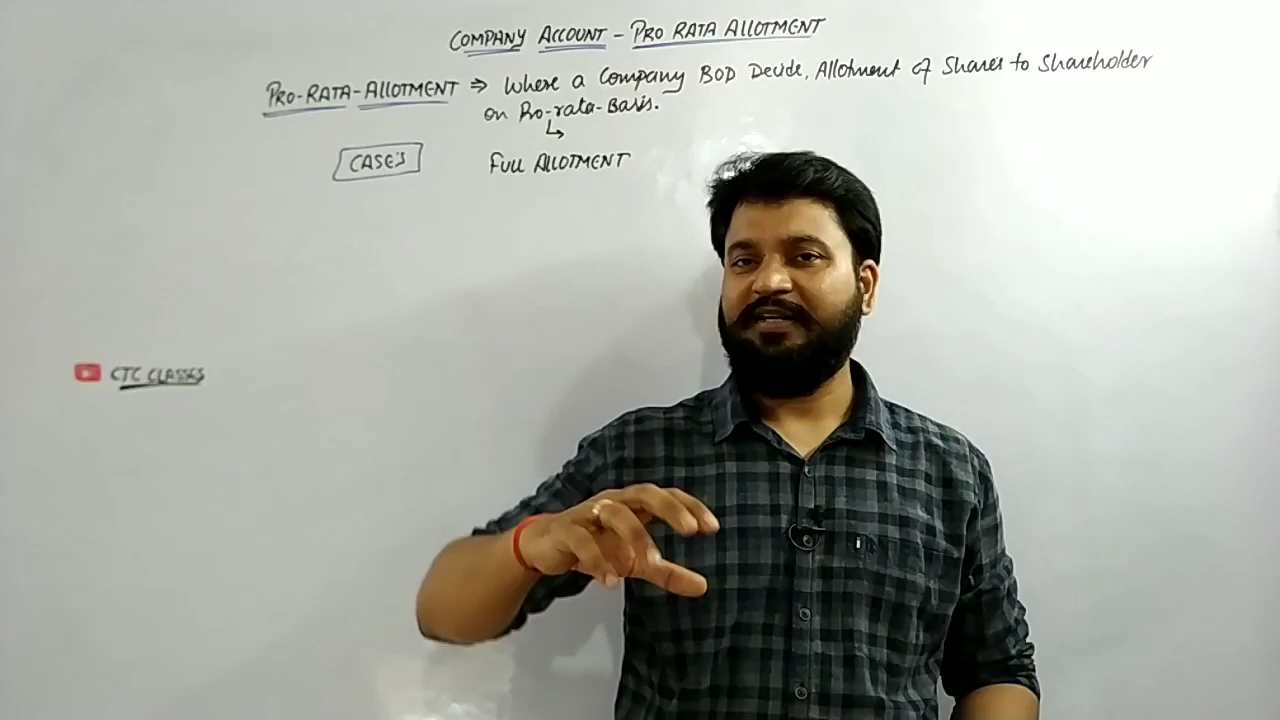 COMPANY ACCOUNT – PRO RATA ALLOTMENT
PRO-RATA-ALLOTMENT ⇒ Where a Company BOD Decide, Allotment of Shares to Shareholder
on Pro-rata-Basis.
CASE'S FULL ALLOTMENT
CTC CLASSES